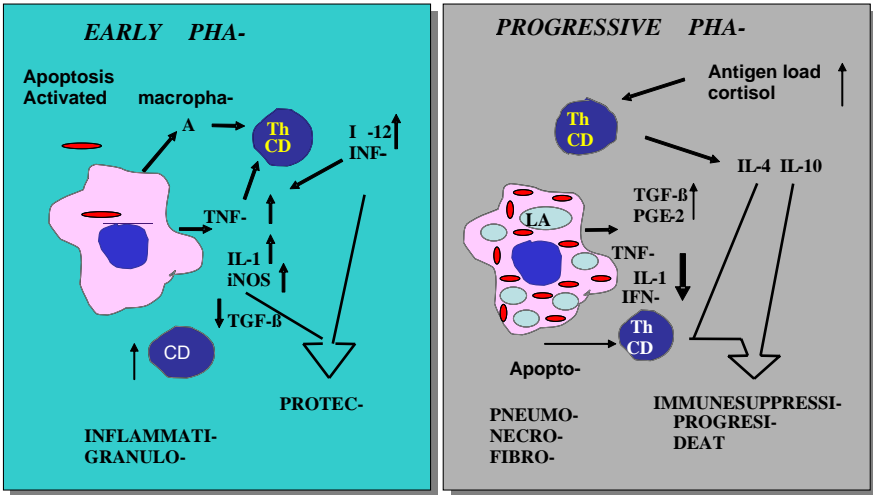 EARLY PHA-
Apoptosis
Activated macropha-
A
Th
CD
I -12
INF-
TNF-
IL-1
iNOS
TGF-ß
CD
PROTEC-
INFLAMMATI-
GRANULO-
PROGRESSIVE PHA-
Antigen load
cortisol
Th
CD
IL-4 IL-10
TGF-ß
PGE-2
LA
TNF-
IL-1
IFN-
Th
CD
Apopto-
IMMUNESUPPRESSI-
PROGRESI-
DEAT
PNEUMO-
NECRO-
FIBRO-